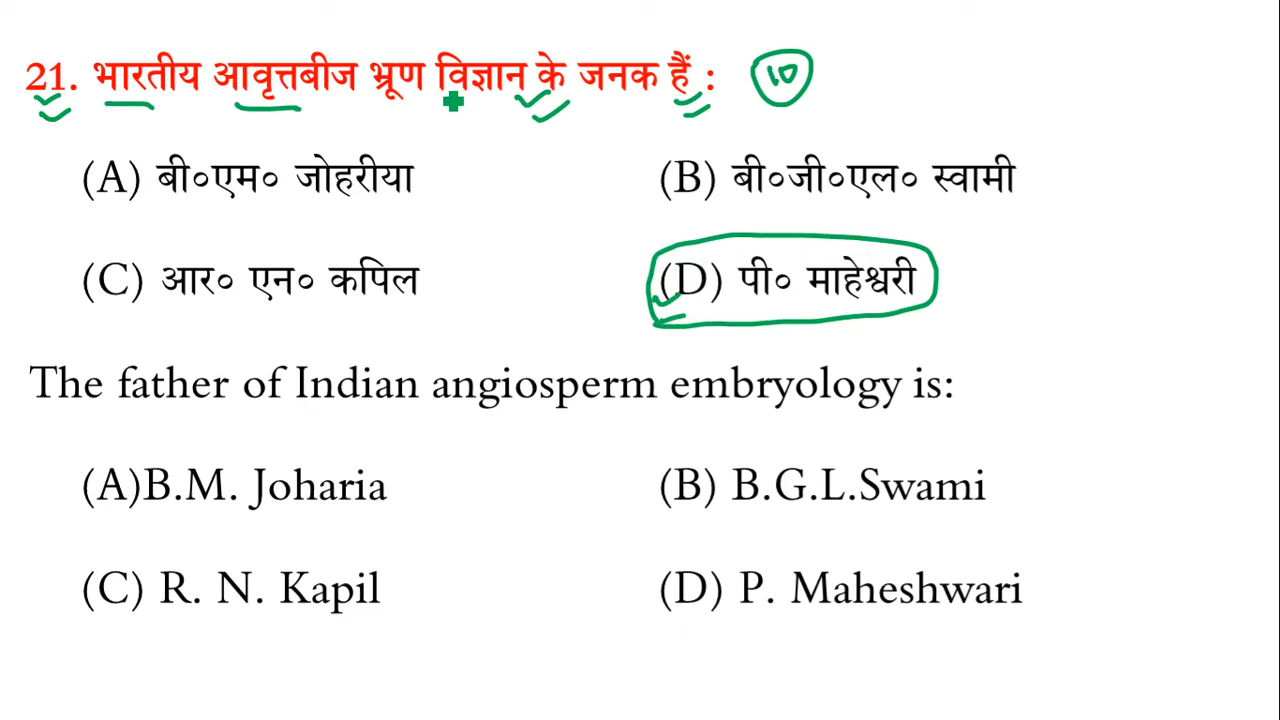 21. भारतीय आवृत्तबीज भ्रूण विज्ञान के जनक हैं : 10
(A) बी०एम० जोहरीया (B) बी०जी०एल० स्वामी
(C) आर० एन० कपिल (D) पी० माहेश्वरी
The father of Indian angiosperm embryology is:
(A)B.M. Joharia (B) B.G.L.Swami
(C) R. N. Kapil (D) P. Maheshwari